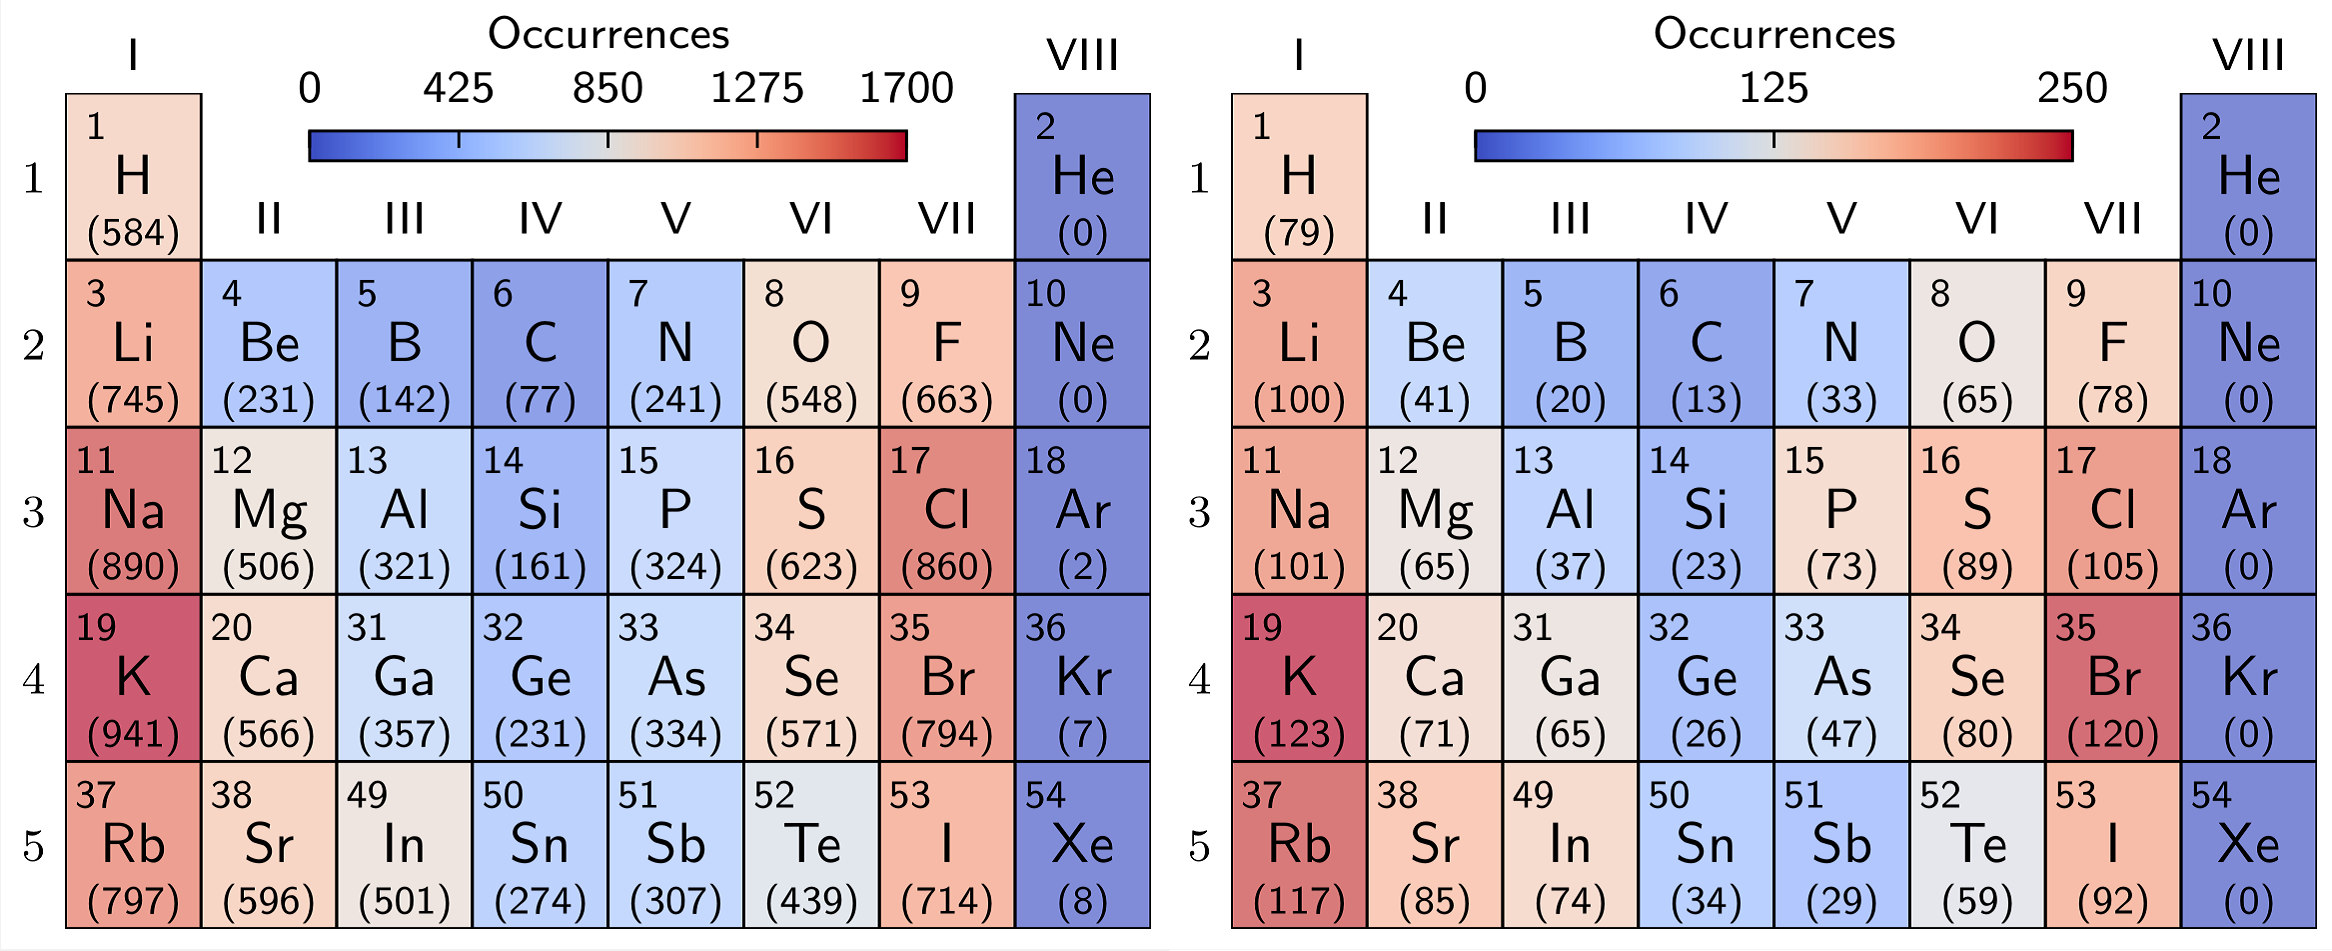 Occurrences
I
VIII
0 425 850 1275 1700
1
1
H
(584)
2
He
(0)
II III IV V VI VII
2
3
Li
(745)
4
Be
(231)
5
B
(142)
6
C
(77)
7
N
(241)
8
O
(548)
9
F
(663)
10
Ne
(0)
3
11
Na
(890)
12
Mg
(506)
13
Al
(321)
14
Si
(161)
15
P
(324)
16
S
(623)
17
Cl
(860)
18
Ar
(2)
4
19
K
(941)
20
Ca
(566)
31
Ga
(357)
32
Ge
(231)
33
As
(334)
34
Se
(571)
35
Br
(794)
36
Kr
(7)
5
37
Rb
(797)
38
Sr
(596)
49
In
(501)
50
Sn
(274)
51
Sb
(307)
52
Te
(439)
53
I
(714)
54
Xe
(8)
Occurrences
I
VIII
0 125 250
1
1
H
(79)
2
He
(0)
II III IV V VI VII
2
3
Li
(100)
4
Be
(41)
5
B
(20)
6
C
(13)
7
N
(33)
8
O
(65)
9
F
(78)
10
Ne
(0)
3
11
Na
(101)
12
Mg
(65)
13
Al
(37)
14
Si
(23)
15
P
(73)
16
S
(89)
17
Cl
(105)
18
Ar
(0)
4
19
K
(123)
20
Ca
(71)
31
Ga
(65)
32
Ge
(26)
33
As
(47)
34
Se
(80)
35
Br
(120)
36
Kr
(0)
5
37
Rb
(117)
38
Sr
(85)
49
In
(74)
50
Sn
(34)
51
Sb
(29)
52
Te
(59)
53
I
(92)
54
Xe
(0)